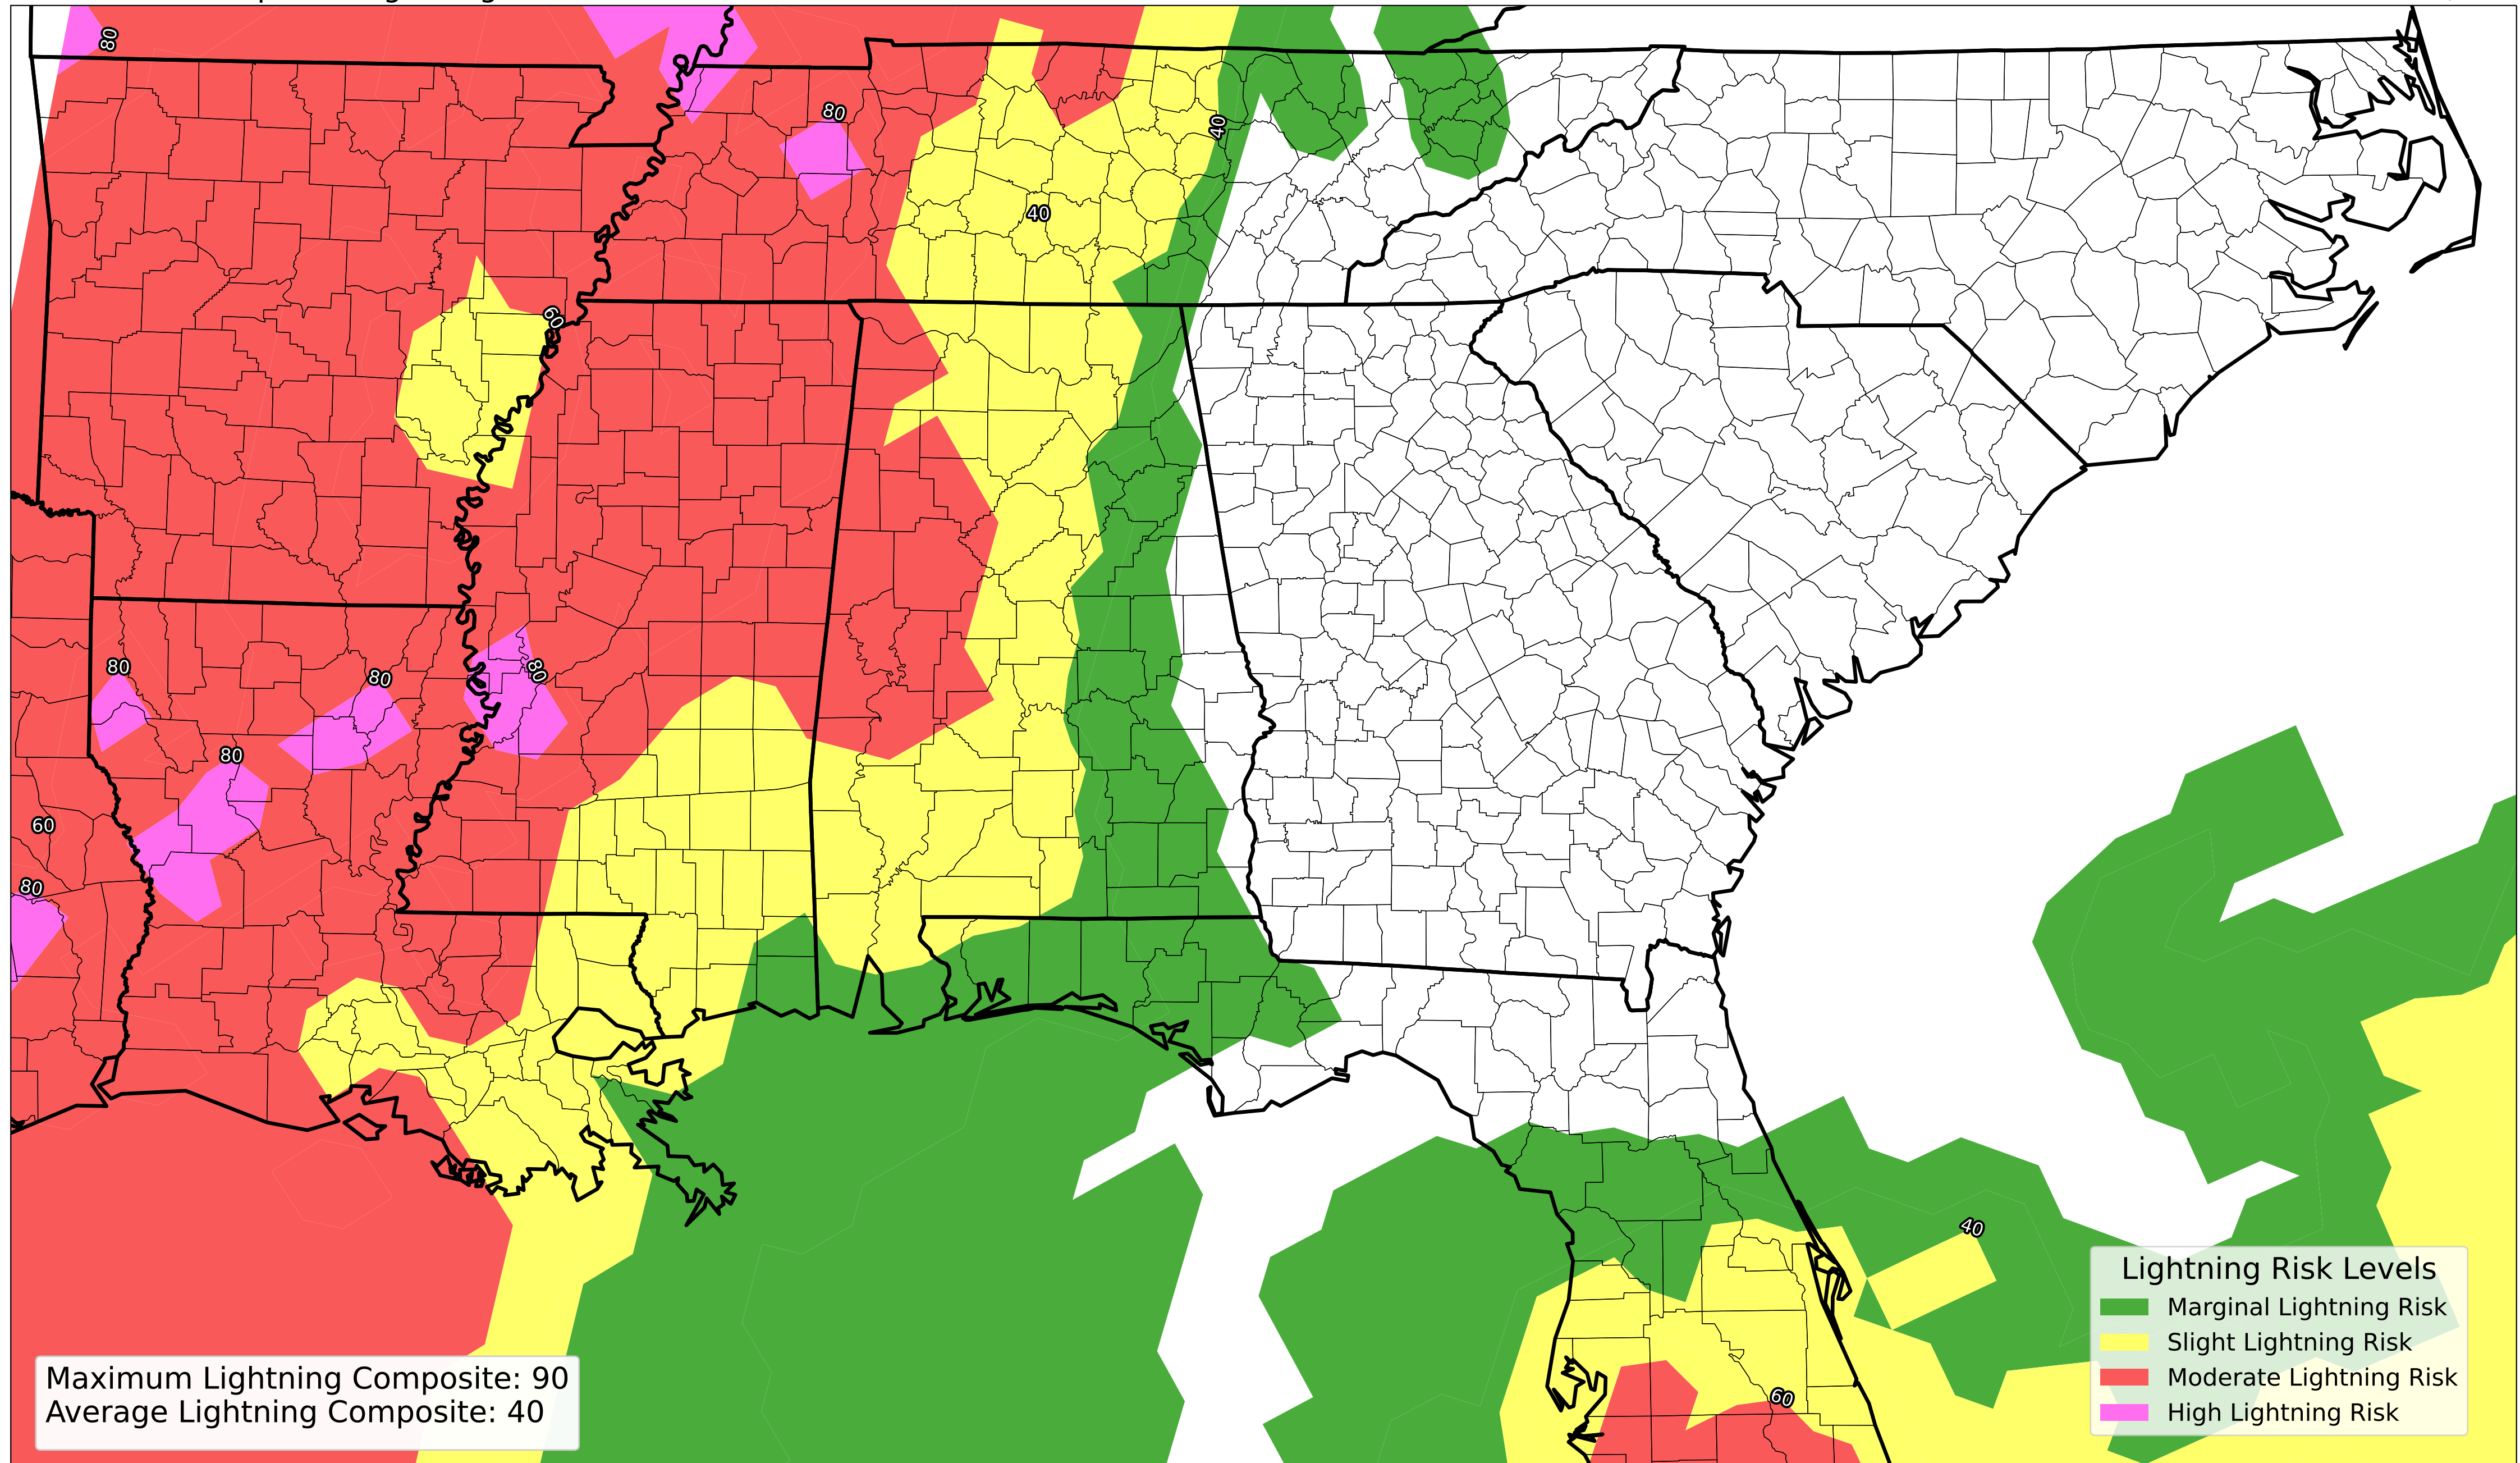 80
80
40
40
60
80
80
80
80
60
80
40
60
Lightning Risk Levels
Marginal Lightning Risk
Slight Lightning Risk
Moderate Lightning Risk
High Lightning Risk
Maximum Lightning Composite: 90
Average Lightning Composite: 40